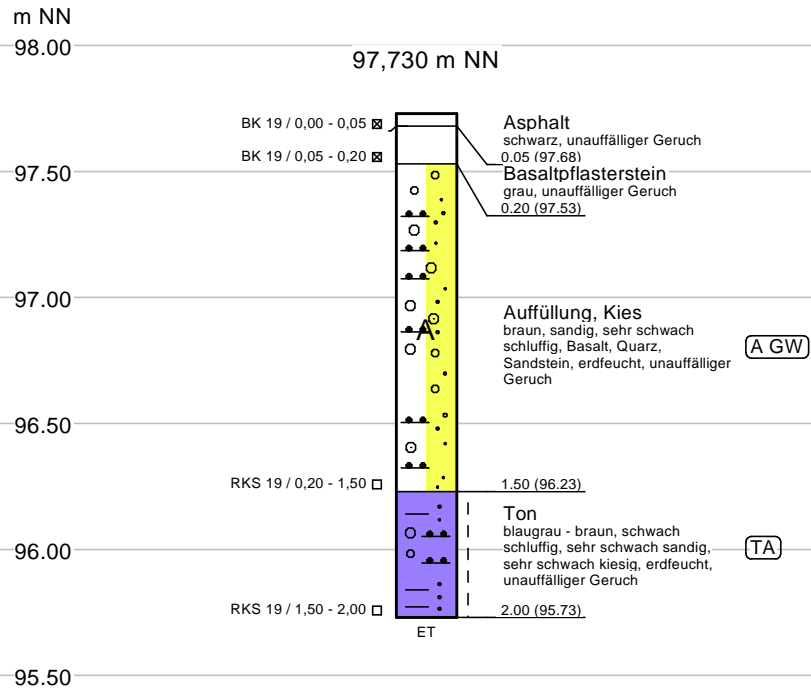 m NN
98.00
97,730 m NN
BK 19 / 0,00 - 0,05
Asphalt
schwarz, unauffälliger Geruch
0.05 (97.68)
BK 19 / 0,05 - 0,20
97.50
Basaltpflasterstein
grau, unauffälliger Geruch
0.20 (97.53)
97.00
A
Auffüllung, Kies
braun, sandig, sehr schwach
schluffig, Basalt, Quarz,
Sandstein, erdfeucht, unauffälliger
Geruch
A GW
96.50
RKS 19 / 0,20 - 1,50
1.50 (96.23)
96.00
Ton
blaugrau - braun, schwach
schluffig, sehr schwach sandig,
sehr schwach kiesig, erdfeucht,
unauffälliger Geruch
TA
RKS 19 / 1,50 - 2,00
2.00 (95.73)
ET
95.50